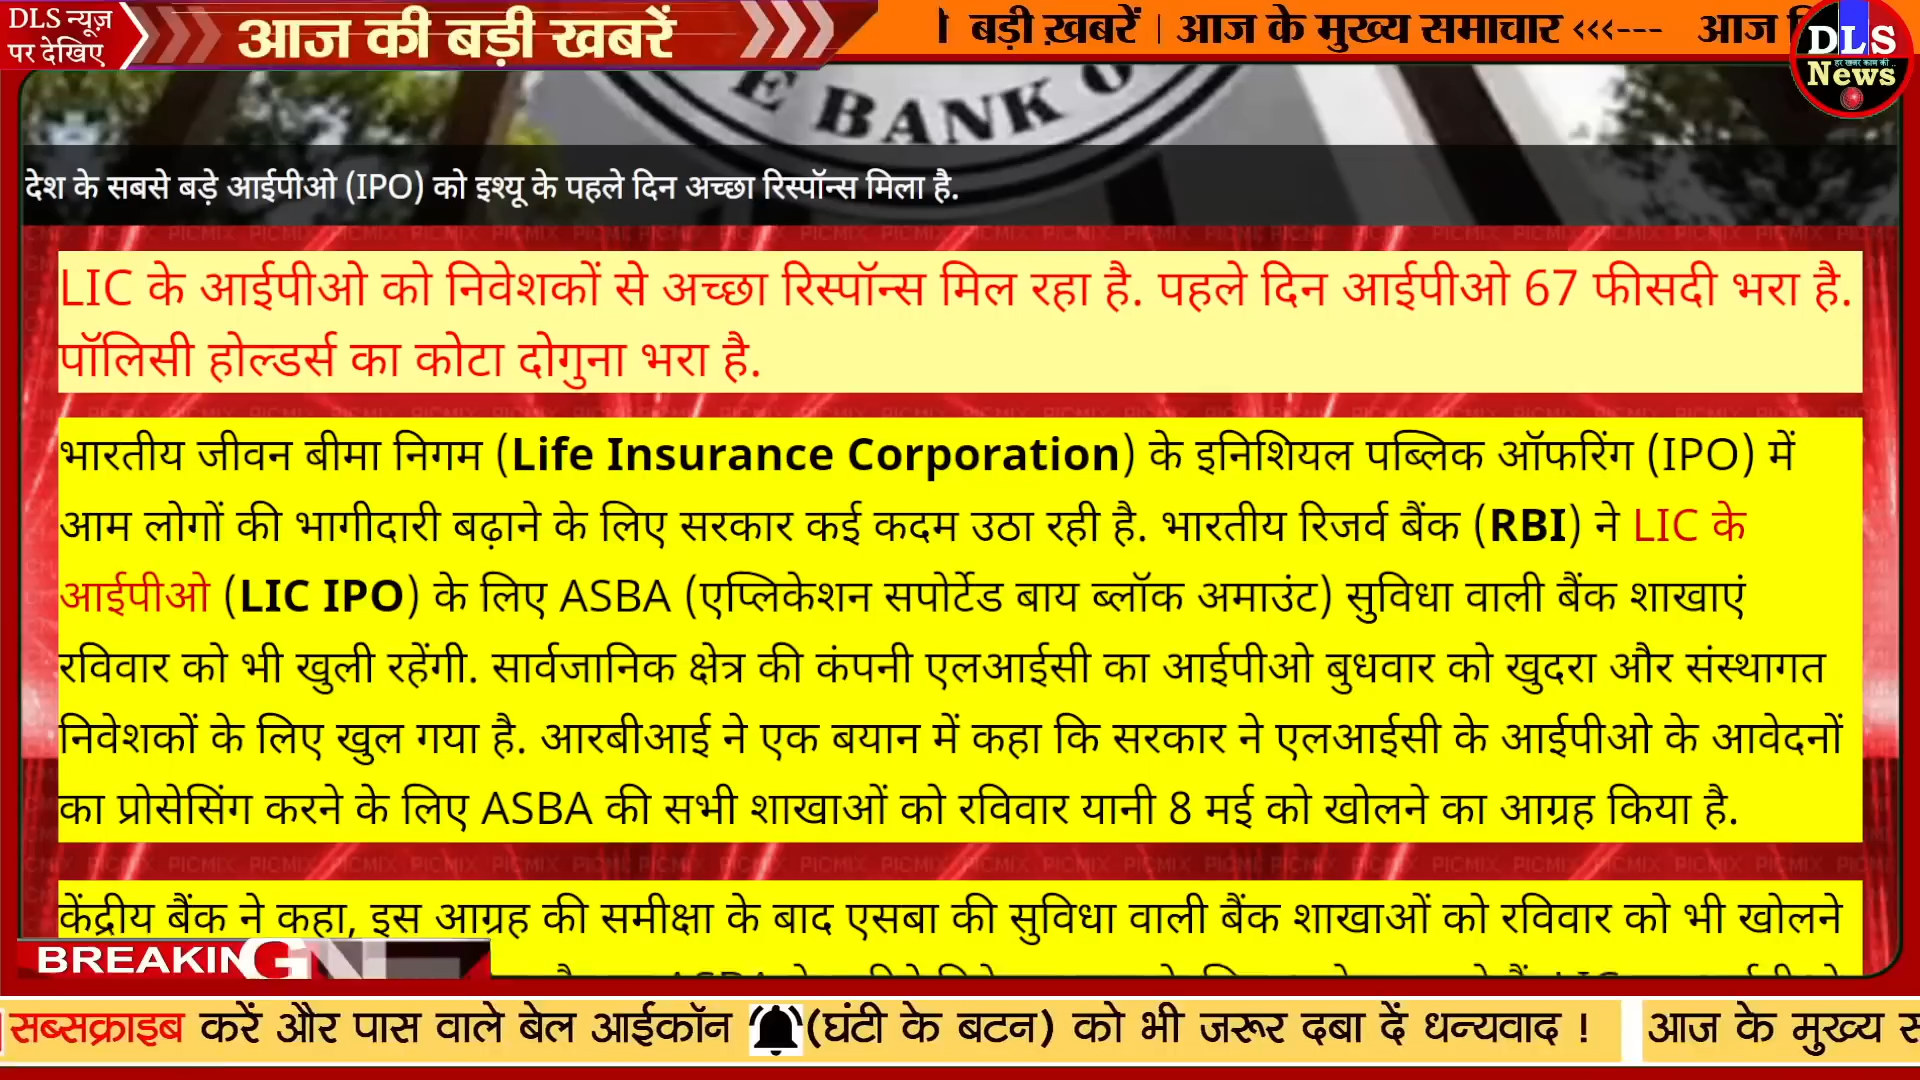 DLS न्यूज़
पर देखिए
आज की बड़ी खबरें
बड़ी ख़बरें | आज के मुख्य समाचार <<<--- आज
DLS
हर खबर काम की..
News
E BANK O
देश के सबसे बड़े आईपीओ (IPO) को इश्यू के पहले दिन अच्छा रिस्पॉन्स मिला है.
LIC के आईपीओ को निवेशकों से अच्छा रिस्पॉन्स मिल रहा है. पहले दिन आईपीओ 67 फीसदी भरा है.
पॉलिसी होल्डर्स का कोटा दोगुना भरा है.
भारतीय जीवन बीमा निगम (Life Insurance Corporation) के इनिशियल पब्लिक ऑफरिंग (IPO) में
आम लोगों की भागीदारी बढ़ाने के लिए सरकार कई कदम उठा रही है. भारतीय रिजर्व बैंक (RBI) ने LIC के
आईपीओ (LIC IPO) के लिए ASBA (एप्लिकेशन सपोर्टेड बाय ब्लॉक अमाउंट) सुविधा वाली बैंक शाखाएं
रविवार को भी खुली रहेंगी. सार्वजानिक क्षेत्र की कंपनी एलआईसी का आईपीओ बुधवार को खुदरा और संस्थागत
निवेशकों के लिए खुल गया है. आरबीआई ने एक बयान में कहा कि सरकार ने एलआईसी के आईपीओ के आवेदनों
का प्रोसेसिंग करने के लिए ASBA की सभी शाखाओं को रविवार यानी 8 मई को खोलने का आग्रह किया है.
केंद्रीय बैंक ने कहा, इस आग्रह की समीक्षा के बाद एसबा की सुविधा वाली बैंक शाखाओं को रविवार को भी खोलने
BREAKING NE
सब्सक्राइब करें और पास वाले बेल आईकॉन (घंटी के बटन) को भी जरूर दबा दें धन्यवाद ! आज के मुख्य स